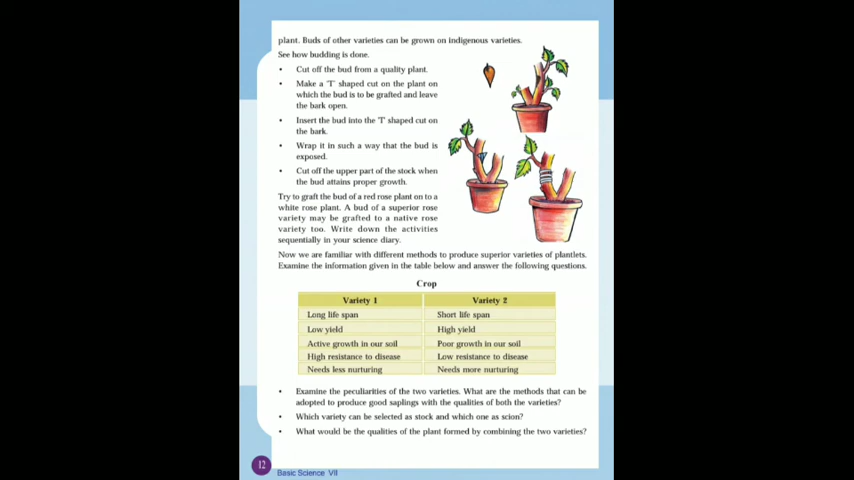 plant. Buds of other varieties can be grown on indigenous varieties.
See how budding is done.
• Cut off the bud from a quality plant.
• Make a 'T' shaped cut on the plant on
which the bud is to be grafted and leave
the bark open.
• Insert the bud into the 'T' shaped cut on
the bark.
• Wrap it in such a way that the bud is
exposed.
• Cut off the upper part of the stock when
the bud attains proper growth.
Try to graft the bud of a red rose plant on to a
white rose plant. A bud of a superior rose
variety may be grafted to a native rose
variety too. Write down the activities
sequentially in your science diary.
Now we are familiar with different methods to produce superior varieties of plantlets.
Examine the information given in the table below and answer the following questions.
Crop
Variety 1 Variety 2
Long life span Short life span
Low yield High yield
Active growth in our soil Poor growth in our soil
High resistance to disease Low resistance to disease
Needs less nurturing Needs more nurturing
• Examine the peculiarities of the two varieties. What are the methods that can be
adopted to produce good saplings with the qualities of both the varieties?
• Which variety can be selected as stock and which one as scion?
• What would be the qualities of the plant formed by combining the two varieties?
12
Basic Science VII